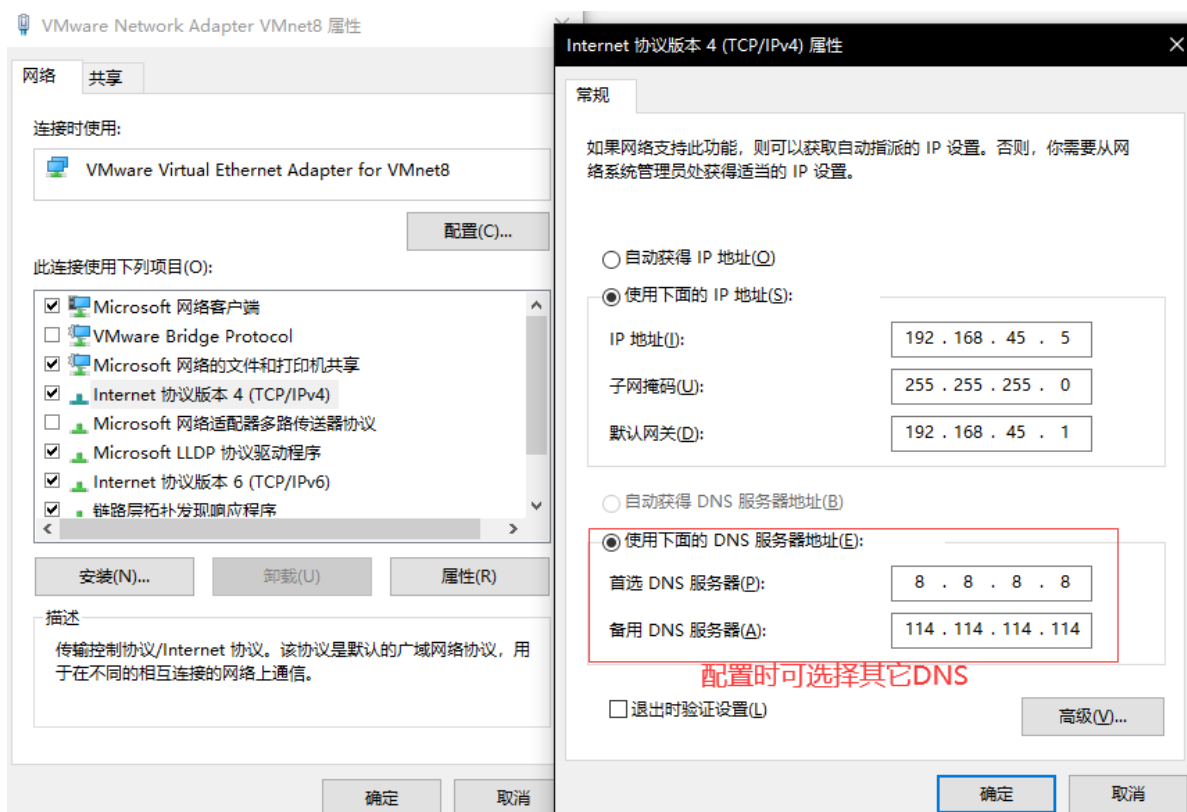 VMware Network Adapter VMnet8 属性
网络
共享
连接时使用:
VMware Virtual Ethernet Adapter for VMnet8
配置(C)...
此连接使用下列项目(O):
Microsoft 网络客户端
VMware Bridge Protocol
Microsoft 网络的文件和打印机共享
Internet 协议版本 4 (TCP/IPv4)
Microsoft 网络适配器多路传送器协议
Microsoft LLDP 协议驱动程序
Internet 协议版本 6 (TCP/IPv6)
链路层拓扑发现响应程序
安装(N)...
卸载(U)
属性(R)
描述
传输控制协议/Internet 协议。该协议是默认的广域网络协议，用
于在不同的相互连接的网络上通信。
确定
取消
Internet 协议版本 4 (TCP/IPv4) 属性
常规
如果网络支持此功能，则可以获取自动指派的 IP 设置。否则，你需要从网
络系统管理员处获得适当的 IP 设置。
自动获得 IP 地址(O)
使用下面的 IP 地址(S):
IP 地址(I):
192 . 168 . 45 . 5
子网掩码(U):
255 . 255 . 255 . 0
默认网关(D):
192 . 168 . 45 . 1
自动获得 DNS 服务器地址(B)
使用下面的 DNS 服务器地址(E):
首选 DNS 服务器(P):
8 . 8 . 8 . 8
备用 DNS 服务器(A):
114 . 114 . 114 . 114
配置时可选择其它DNS
退出时验证设置(L)
高级(V)...
确定
取消